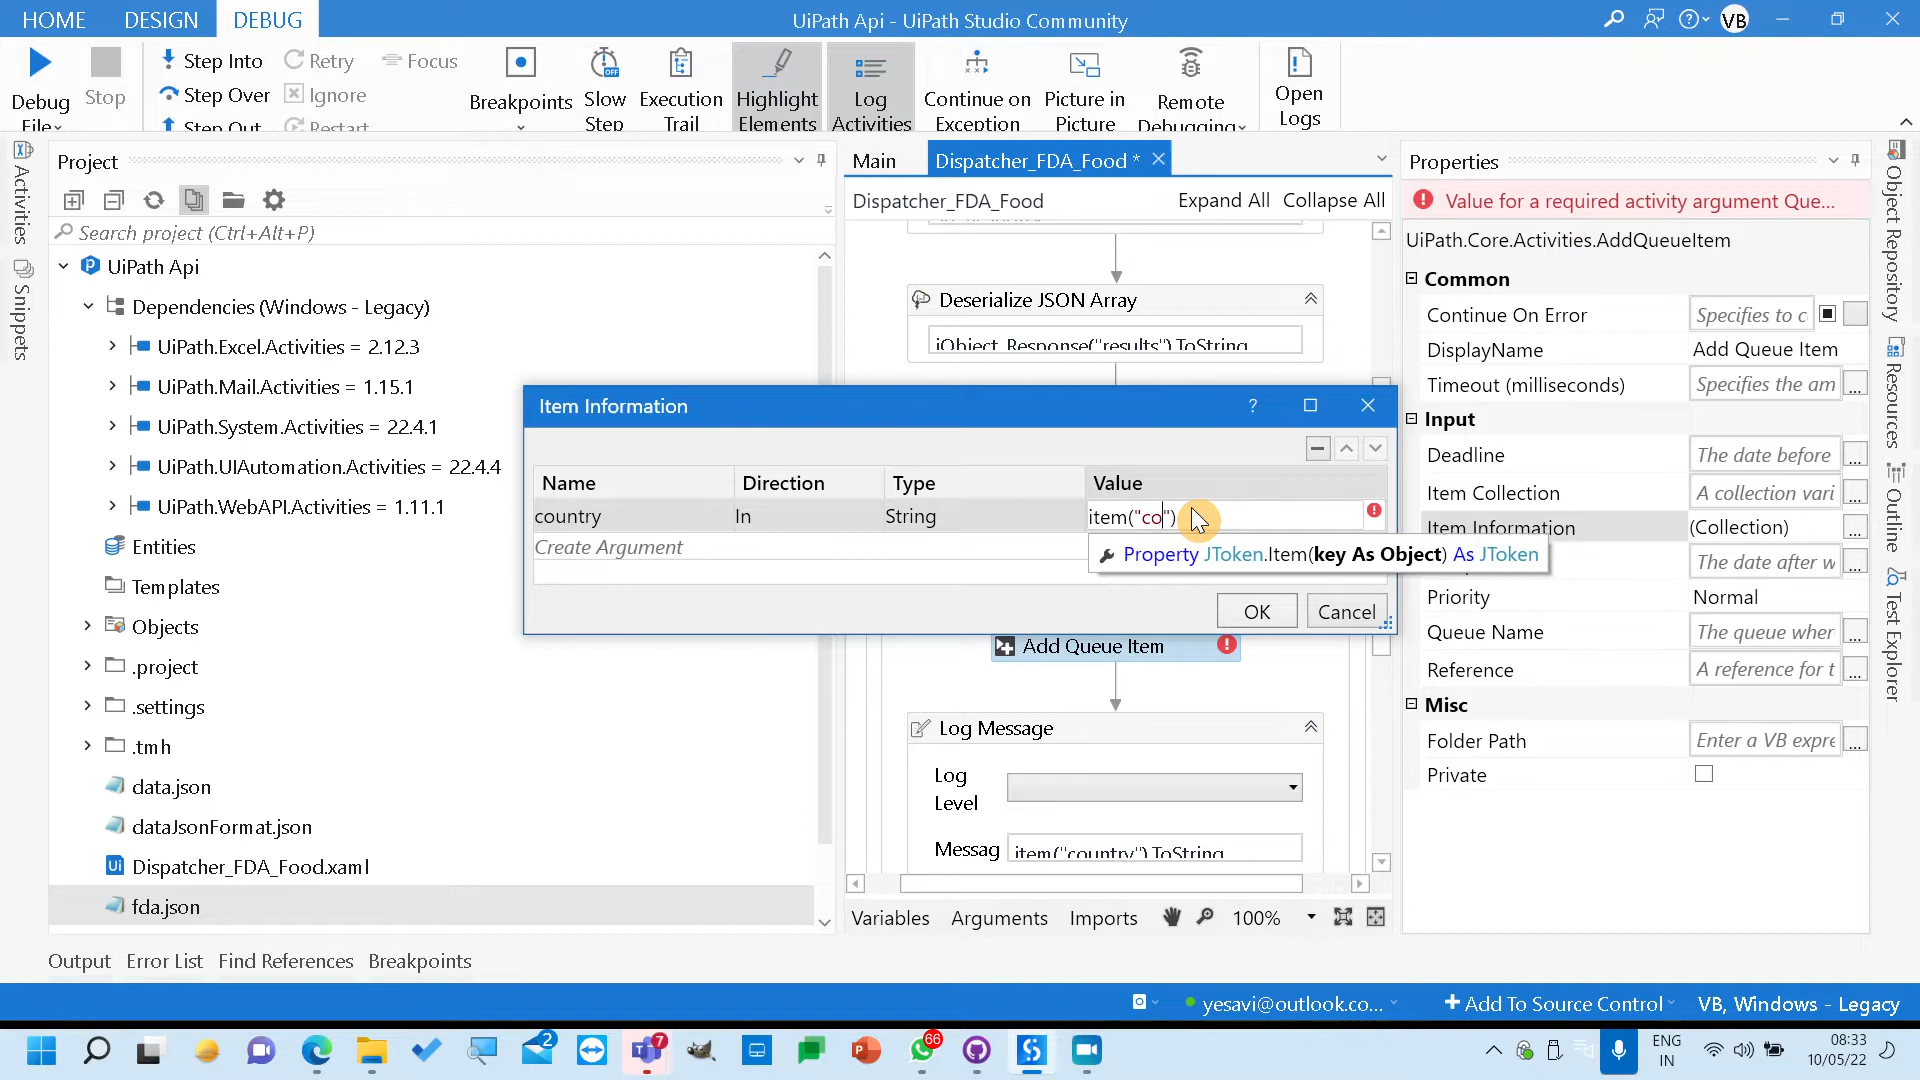 HOME DESIGN DEBUG
UiPath Api - UiPath Studio Community
VB
Debug File
Stop
Step Into
Step Over
Step Out
Retry
Ignore
Restart
Focus
Breakpoints
Slow Step
Execution Trail
Highlight Elements
Log Activities
Continue on Exception
Picture in Picture
Remote Debugging
Open Logs
Activities
Snippets
Project
Search project (Ctrl+Alt+P)
UiPath Api
Dependencies (Windows - Legacy)
UiPath.Excel.Activities = 2.12.3
UiPath.Mail.Activities = 1.15.1
UiPath.System.Activities = 22.4.1
UiPath.UIAutomation.Activities = 22.4.4
UiPath.WebAPI.Activities = 1.11.1
Entities
Templates
Objects
.project
.settings
.tmh
data.json
dataJsonFormat.json
Dispatcher_FDA_Food.xaml
fda.json
Main Dispatcher_FDA_Food *
Dispatcher_FDA_Food Expand All Collapse All
Deserialize JSON Array
jObject_Response("results").ToString
Item Information
?
Name Direction Type Value
country In String item("co")
Create Argument
Property JToken.Item(key As Object) As JToken
OK Cancel
Add Queue Item
Log Message
Log Level
Messag item("country").ToString
Variables Arguments Imports 100%
Properties
Value for a required activity argument Que...
UiPath.Core.Activities.AddQueueItem
Common
Continue On Error Specifies to c
DisplayName Add Queue Item
Timeout (milliseconds) Specifies the am ...
Input
Deadline The date before ...
Item Collection A collection vari ...
Item Information (Collection) ...
The date after w ...
Priority Normal
Queue Name The queue wher ...
Reference A reference for t ...
Misc
Folder Path Enter a VB expre ...
Private
Object Repository
Resources
Outline
Test Explorer
Output Error List Find References Breakpoints
yesavi@outlook.co... Add To Source Control VB, Windows - Legacy
2
7
66
ENG IN
08:33
10/05/22